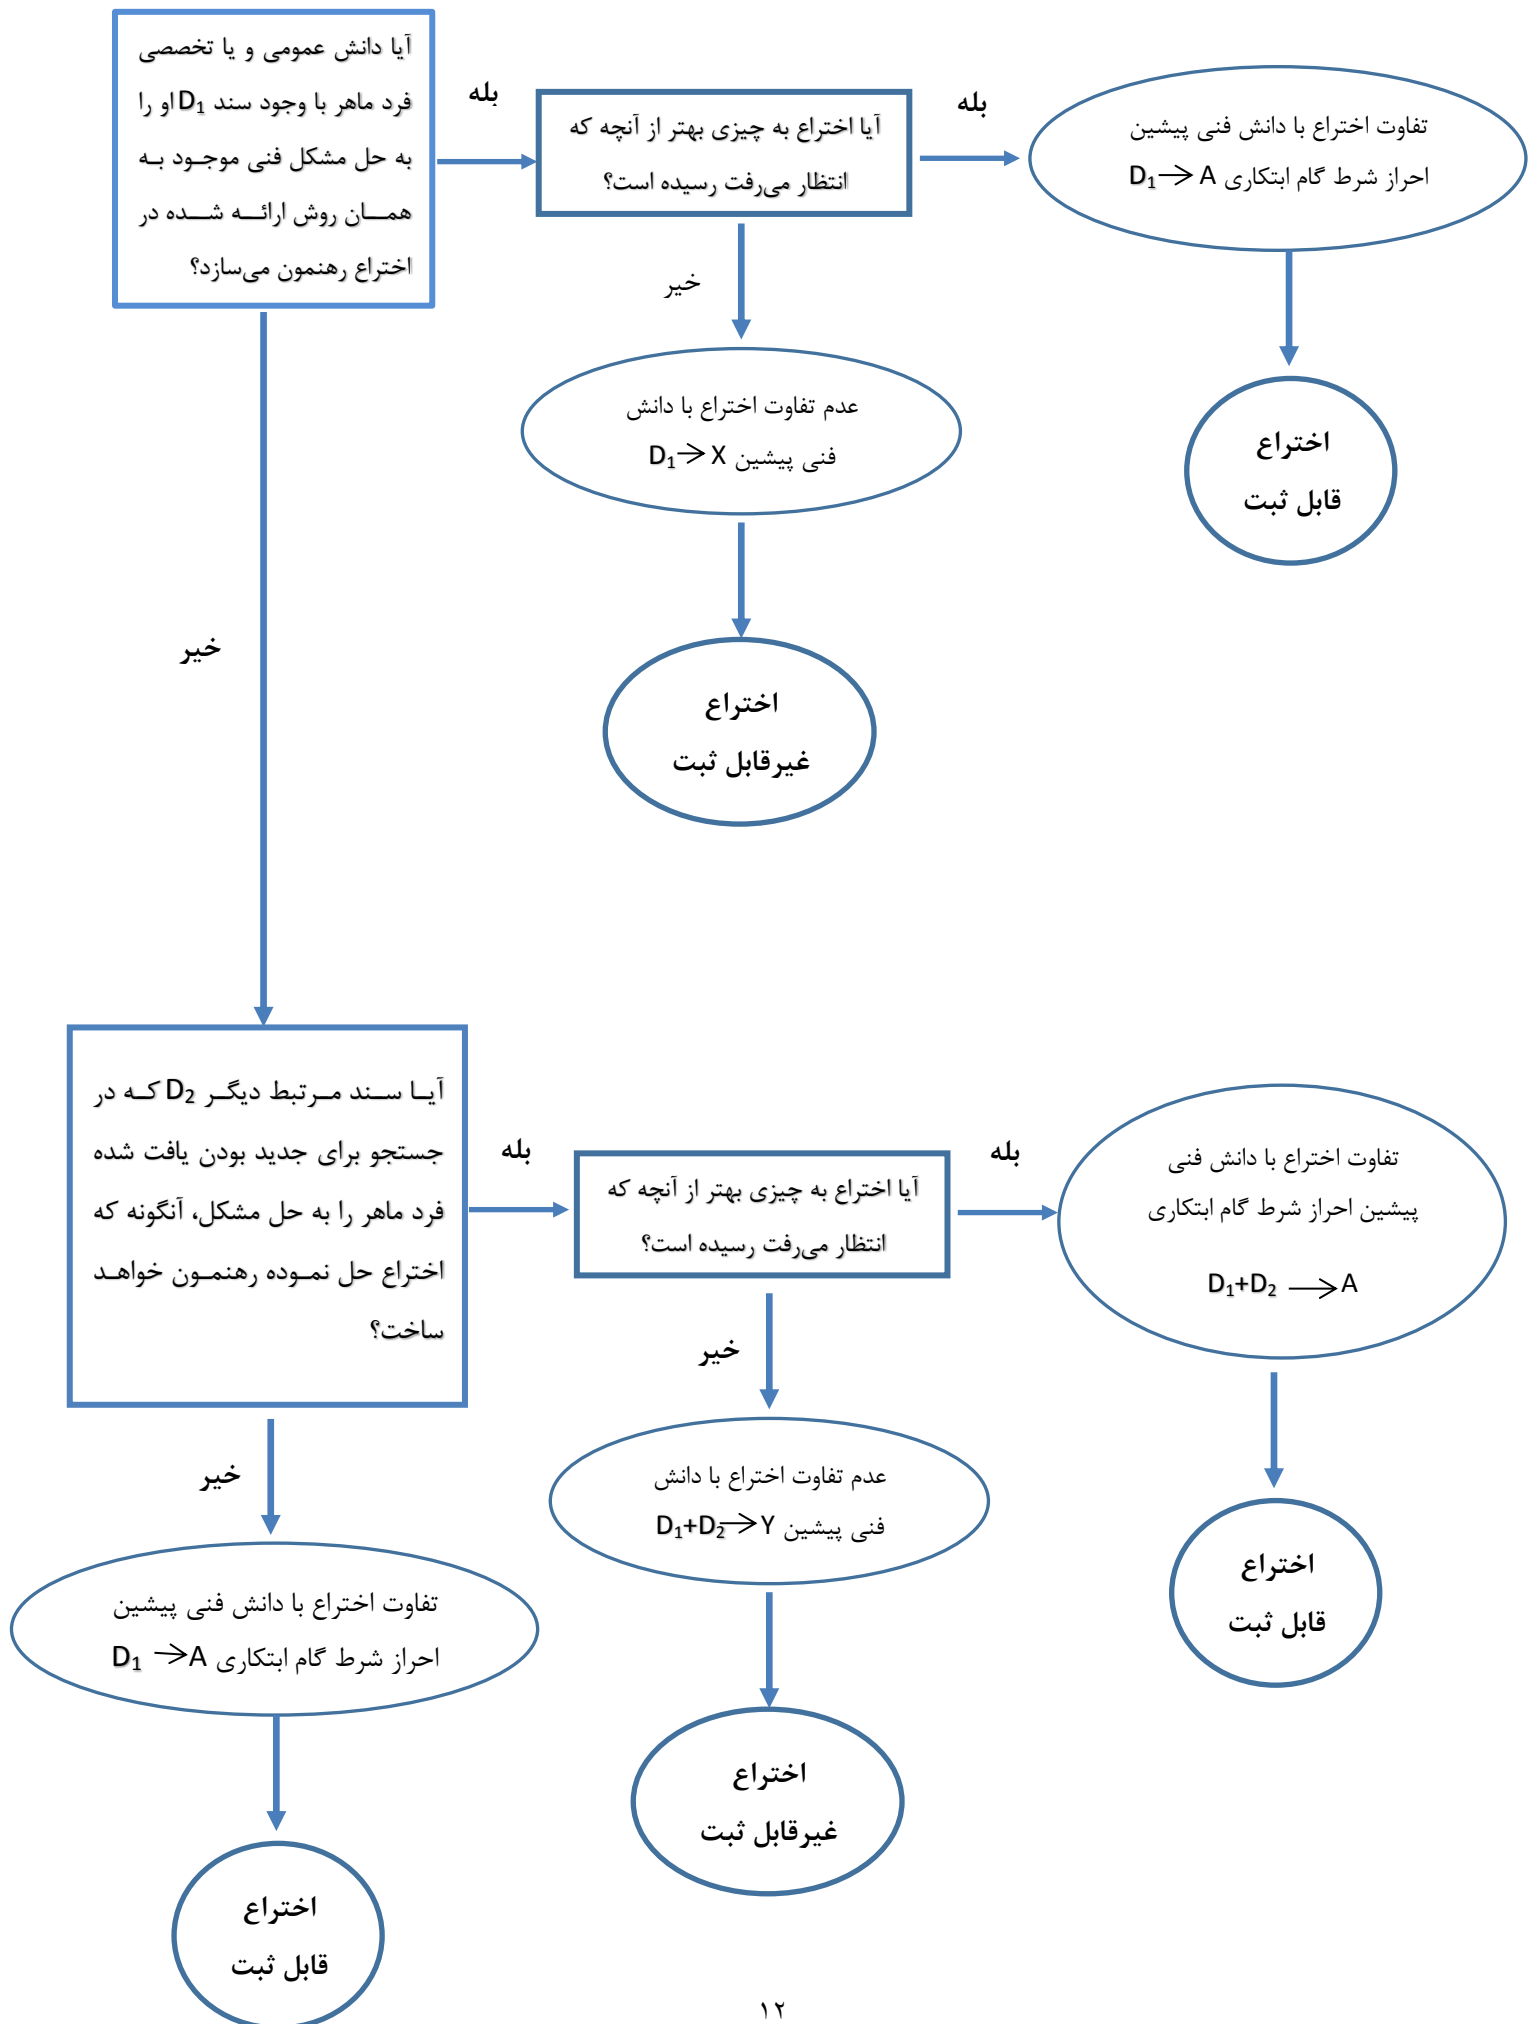 آیا دانش عمومی و یا تخصصی
فرد ماهر با وجود سند D₁ او را
به حل مشکل فنی موجود به
همان روش ارائه شده در
اختراع رهنمون می‌سازد؟
بله
آیا اختراع به چیزی بهتر از آنچه که
انتظار می‌رفت رسیده است؟
بله
تفاوت اختراع با دانش فنی پیشین
احراز شرط گام ابتکاری D₁→A
خیر
عدم تفاوت اختراع با دانش
فنی پیشین D₁→X
اختراع
قابل ثبت
خیر
اختراع
غیرقابل ثبت
آیا سند مرتبط دیگر D₂ که در
جستجو برای جدید بودن یافت شده
فرد ماهر را به حل مشکل، آنگونه که
اختراع حل نموده رهنمون خواهد
ساخت؟
بله
آیا اختراع به چیزی بهتر از آنچه که
انتظار می‌رفت رسیده است؟
بله
تفاوت اختراع با دانش فنی
پیشین احراز شرط گام ابتکاری
D₁+D₂ → A
خیر
عدم تفاوت اختراع با دانش
فنی پیشین D₁+D₂→Y
اختراع
قابل ثبت
خیر
تفاوت اختراع با دانش فنی پیشین
احراز شرط گام ابتکاری D₁ →A
اختراع
غیرقابل ثبت
اختراع
قابل ثبت
۱۲